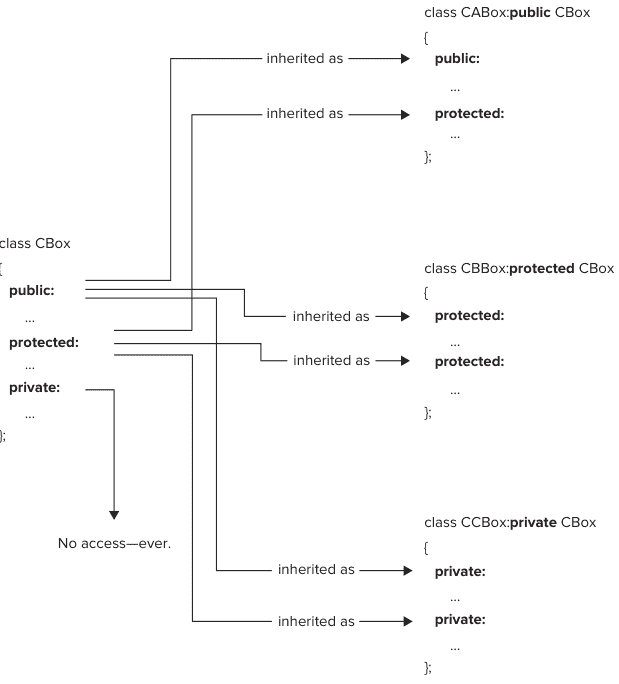 class CABox:public CBox
{
inherited as
public:
...
inherited as
protected:
...
};
class CBox
{
public:
...
protected:
...
private:
...
};
No access—ever.
class CBBox:protected CBox
{
inherited as
protected:
...
inherited as
protected:
...
};
class CCBox:private CBox
{
inherited as
private:
...
inherited as
private:
...
};